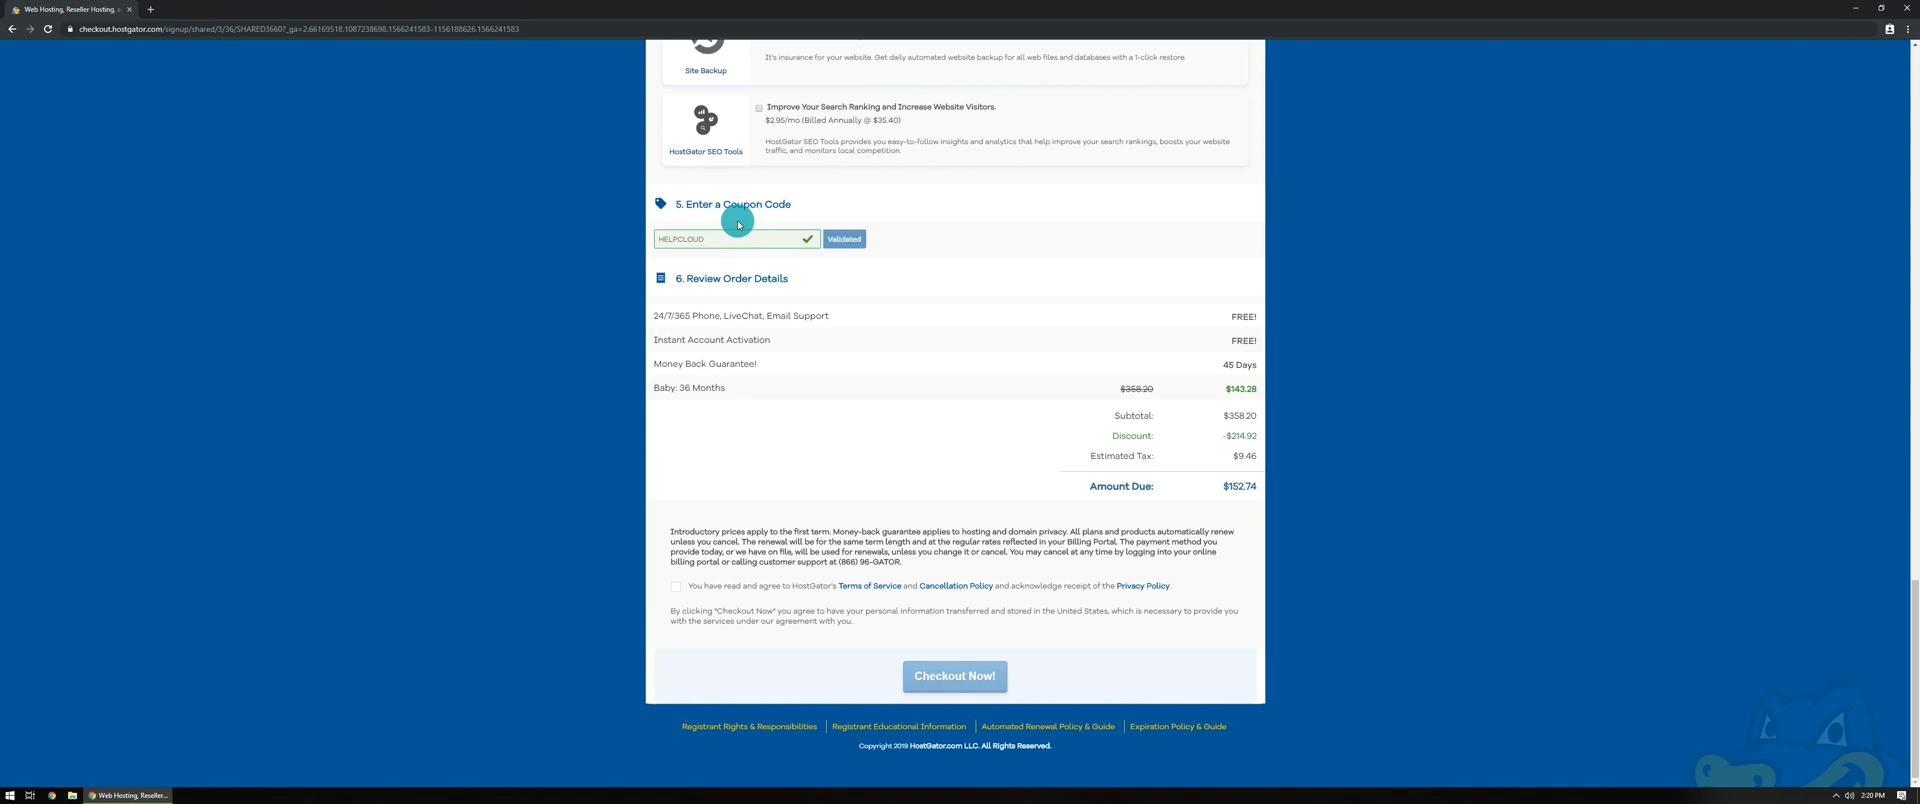 Web Hosting, Reseller Hosting, a
checkout.hostgator.com/signup/shared/3/36/SHARED3660?_ga=2.66169518.1087238698.1566241583-1156188626.1566241583
It's insurance for your website. Get daily automated website backup for all web files and databases with a 1-click restore.
Site Backup
Improve Your Search Ranking and Increase Website Visitors.
$2.95/mo (Billed Annually @ $35.40)
HostGator SEO Tools provides you easy-to-follow insights and analytics that help improve your search rankings, boosts your website
traffic, and monitors local competition.
HostGator SEO Tools
5. Enter a Coupon Code
HELPCLOUD
Validated
6. Review Order Details
24/7/365 Phone, LiveChat, Email Support FREE!
Instant Account Activation FREE!
Money Back Guarantee! 45 Days
Baby: 36 Months $358.20 $143.28
Subtotal: $358.20
Discount: -$214.92
Estimated Tax: $9.46
Amount Due: $152.74
Introductory prices apply to the first term. Money-back guarantee applies to hosting and domain privacy. All plans and products automatically renew
unless you cancel. The renewal will be for the same term length and at the regular rates reflected in your Billing Portal. The payment method you
provide today, or we have on file, will be used for renewals, unless you change it or cancel. You may cancel at any time by logging into your online
billing portal or calling customer support at (866) 96-GATOR.
You have read and agree to HostGator's Terms of Service and Cancellation Policy and acknowledge receipt of the Privacy Policy.
By clicking "Checkout Now" you agree to have your personal information transferred and stored in the United States, which is necessary to provide you
with the services under our agreement with you.
Checkout Now!
Registrant Rights & Responsibilities Registrant Educational Information Automated Renewal Policy & Guide Expiration Policy & Guide
Copyright 2019 HostGator.com LLC. All Rights Reserved.
Web Hosting, Reseller...
2:20 PM